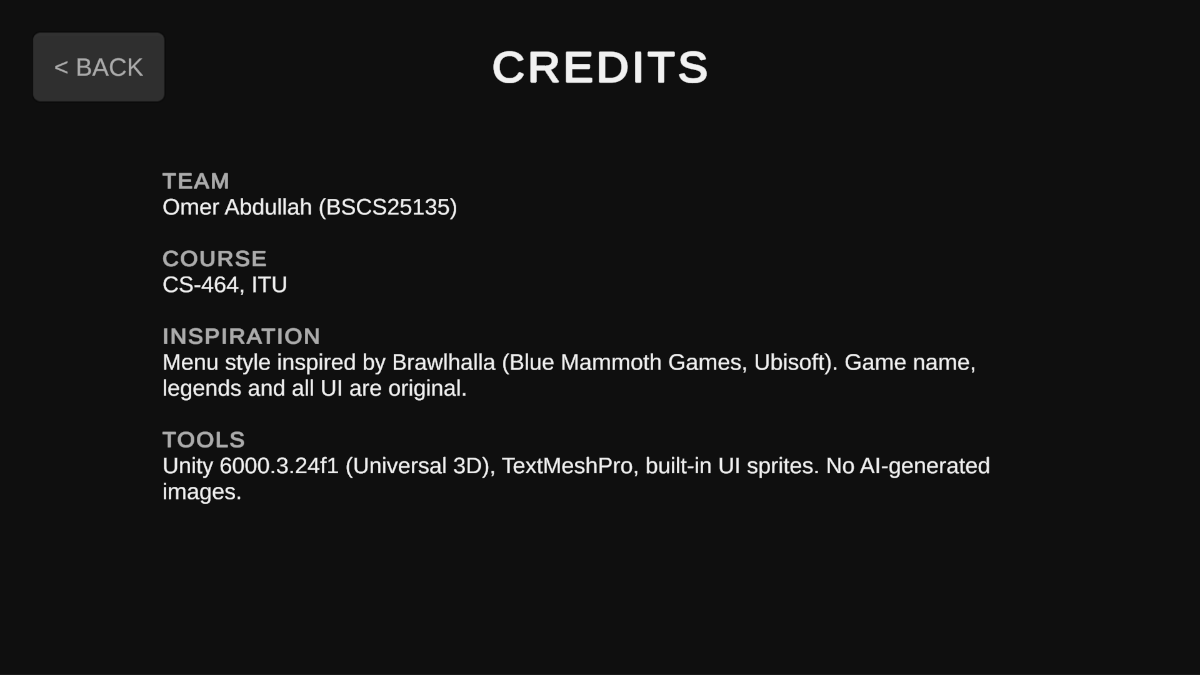 < BACK
CREDITS
TEAM
Omer Abdullah (BSCS25135)
COURSE
CS-464, ITU
INSPIRATION
Menu style inspired by Brawlhalla (Blue Mammoth Games, Ubisoft). Game name,
legends and all UI are original.
TOOLS
Unity 6000.3.24f1 (Universal 3D), TextMeshPro, built-in UI sprites. No AI-generated
images.